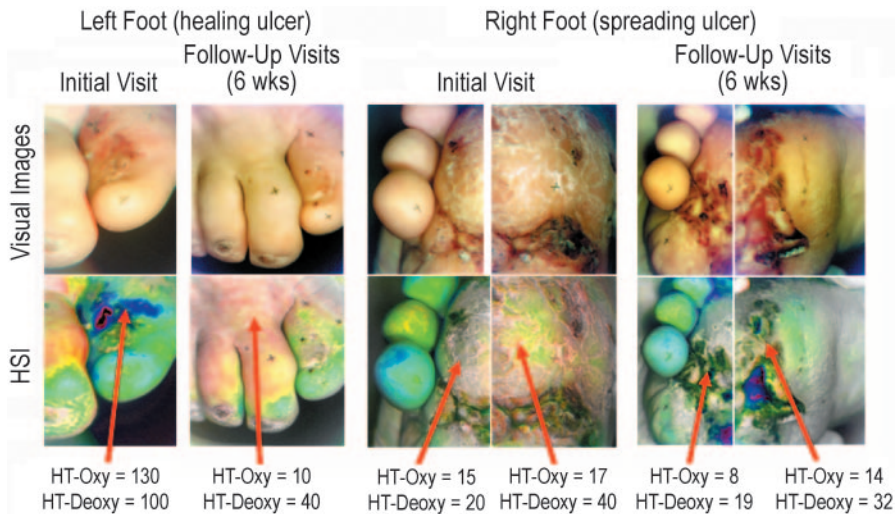 Left Foot (healing ulcer)
Right Foot (spreading ulcer)
Initial Visit
Follow-Up Visits
(6 wks)
Initial Visit
Follow-Up Visits
(6 wks)
Visual Images
HSI
HT-Oxy = 130
HT-Deoxy = 100
HT-Oxy = 10
HT-Deoxy = 40
HT-Oxy = 15
HT-Deoxy = 20
HT-Oxy = 17
HT-Deoxy = 40
HT-Oxy = 8
HT-Deoxy = 19
HT-Oxy = 14
HT-Deoxy = 32